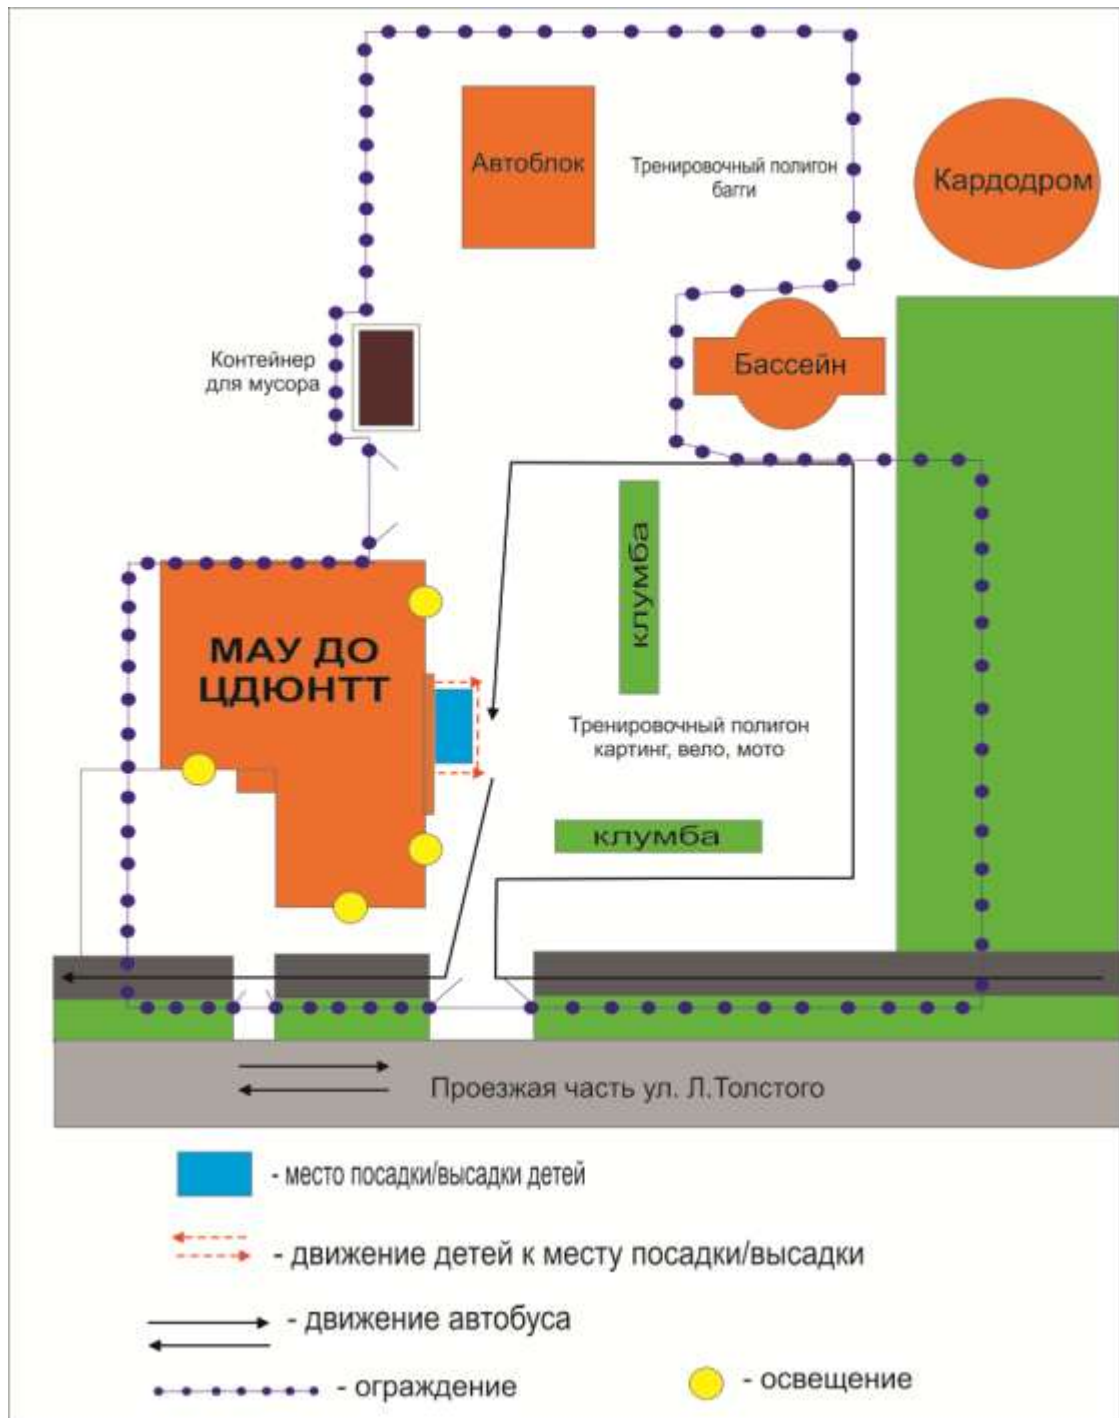 Автоблок
Тренировочный полигон
багги
Кардодром
Контейнер
для мусора
Бассейн
клумба
МАУ ДО
ЦДЮНТТ
Тренировочный полигон
картинг, вело, мото
клумба
Проезжая часть ул. Л.Толстого
- место посадки/высадки детей
- движение детей к месту посадки/высадки
- движение автобуса
- ограждение
- освещение